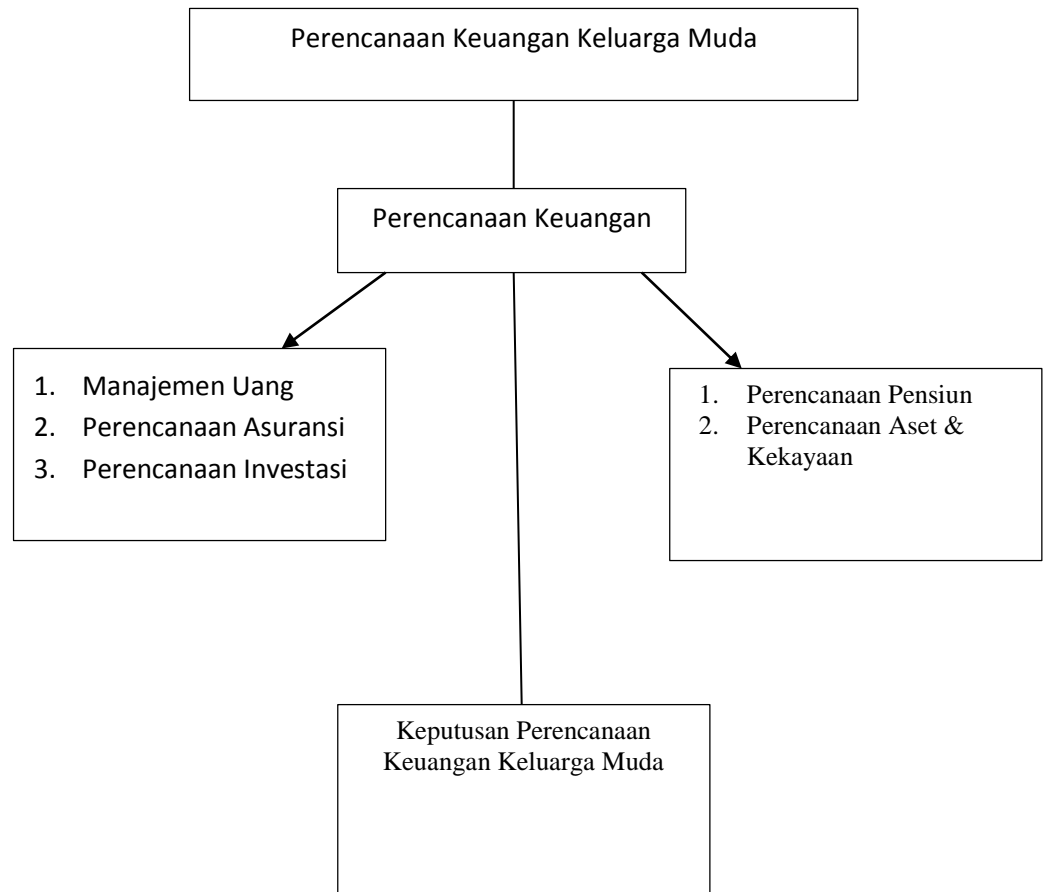 Perencanaan Keuangan Keluarga Muda
Perencanaan Keuangan
1. Manajemen Uang
2. Perencanaan Asuransi
3. Perencanaan Investasi
1. Perencanaan Pensiun
2. Perencanaan Aset &
Kekayaan
Keputusan Perencanaan
Keuangan Keluarga Muda